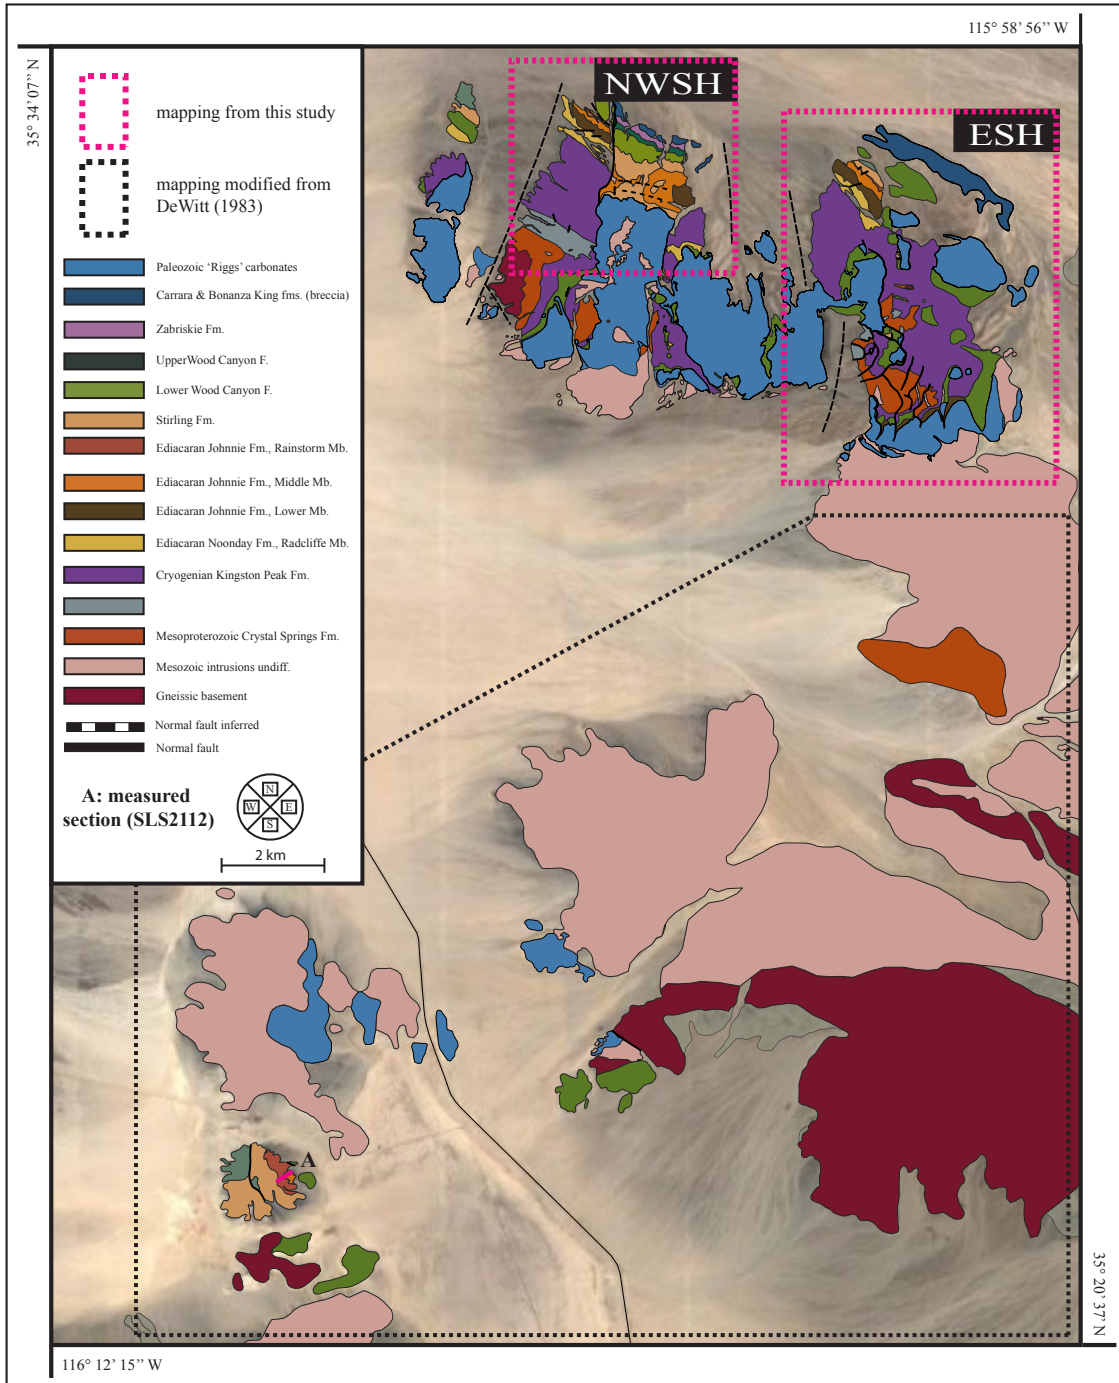 115° 58' 56'' W
35° 34' 07'' N
mapping from this study
mapping modified from
DeWitt (1983)
Paleozoic ‘Riggs’ carbonates
Carrara & Bonanza King fms. (breccia)
Zabriskie Fm.
UpperWood Canyon F.
Lower Wood Canyon F.
Stirling Fm.
Ediacaran Johnnie Fm., Rainstorm Mb.
Ediacaran Johnnie Fm., Middle Mb.
Ediacaran Johnnie Fm., Lower Mb.
Ediacaran Noonday Fm., Radcliffe Mb.
Cryogenian Kingston Peak Fm.
Mesoproterozoic Crystal Springs Fm.
Mesozoic intrusions undiff.
Gneissic basement
Normal fault inferred
Normal fault
A: measured
section (SLS2112)
N
W E
S
2 km
NWSH
ESH
A
35° 20' 37'' N
116° 12' 15'' W